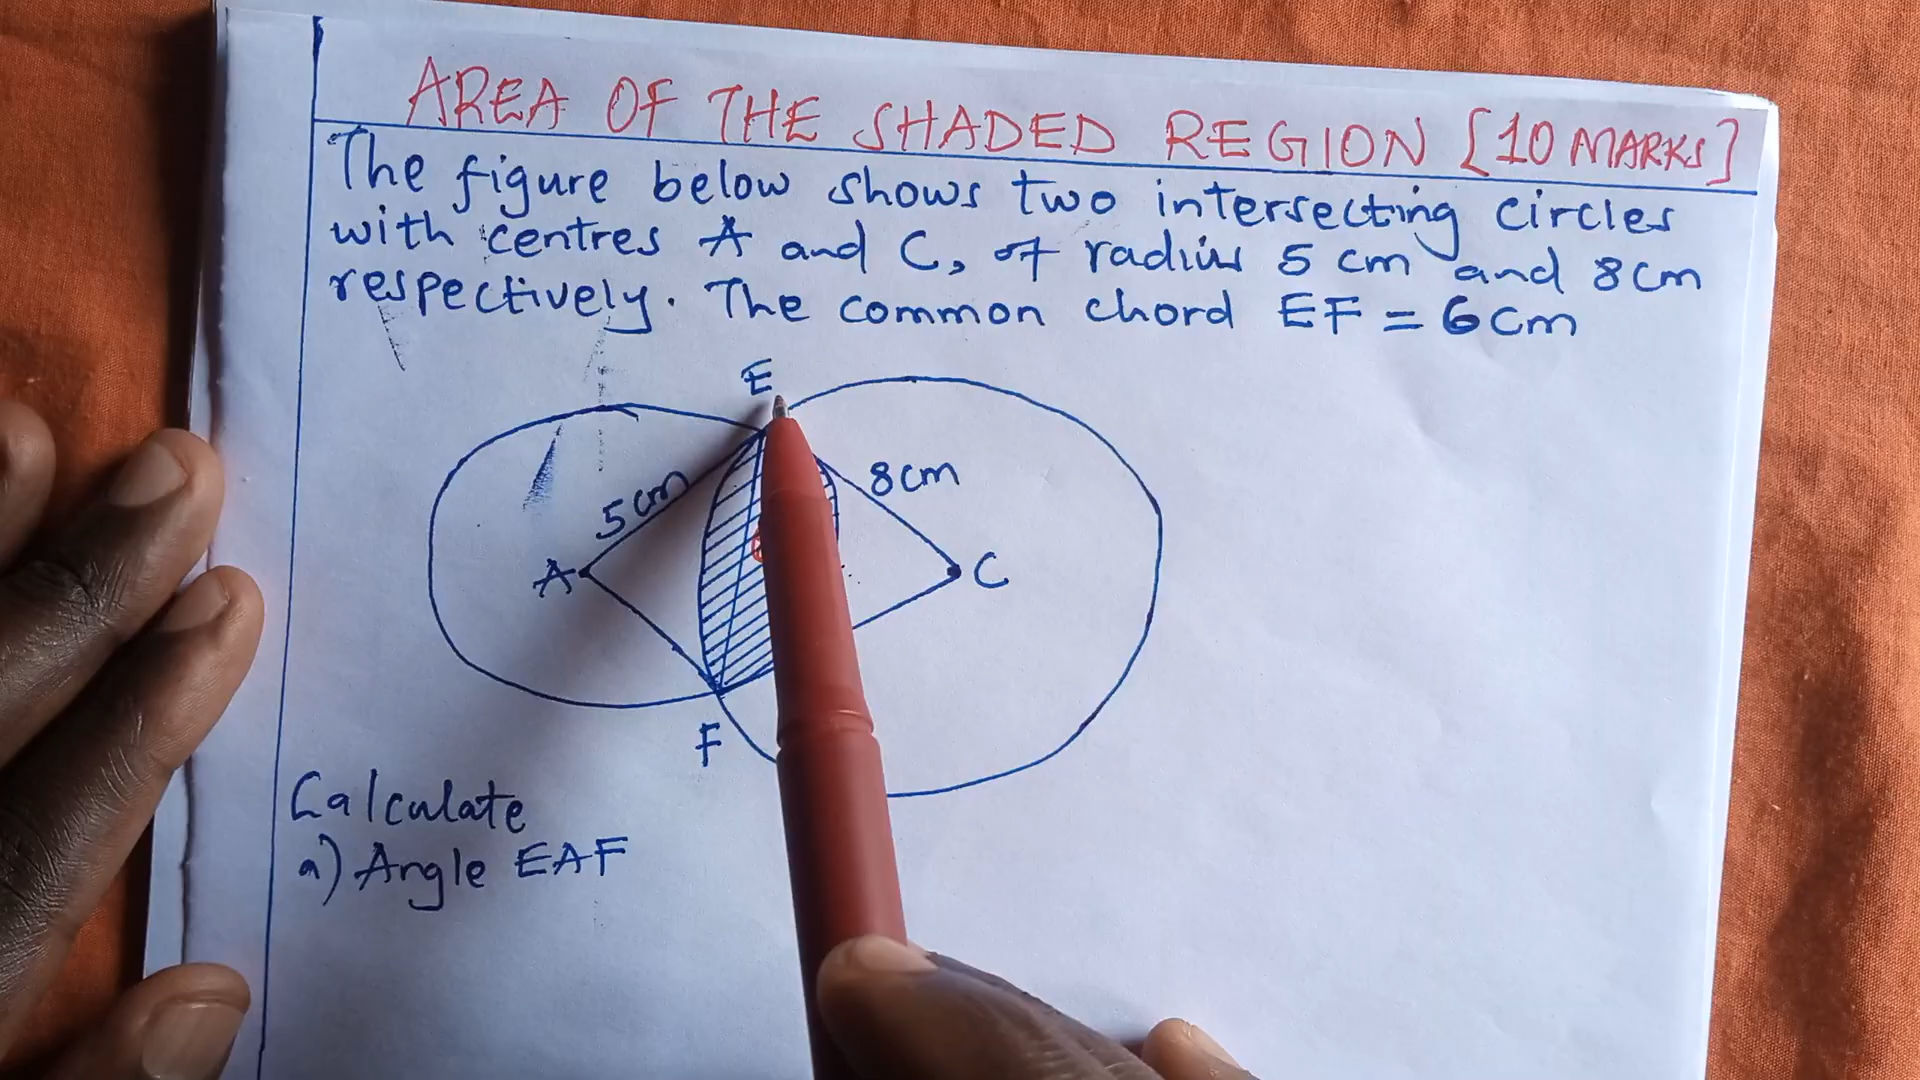 AREA OF THE SHADED REGION [10 MARKS]
The figure below shows two intersecting circles
with centres A and C, of radius 5 cm and 8cm
respectively. The common chord EF = 6cm
E
5cm
8cm
A
C
F
Calculate
a) Angle EAF